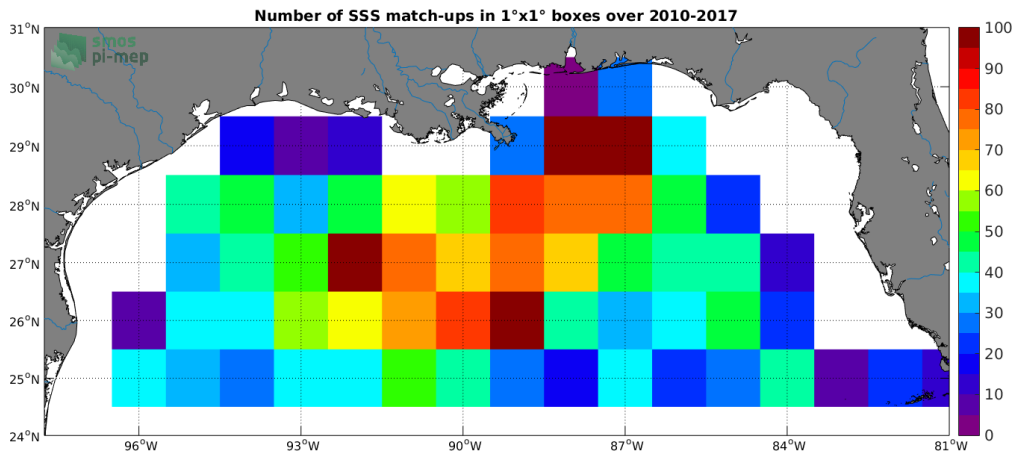 Number of SSS match-ups in 1°x1° boxes over 2010-2017
smos
pi-mep
31°N
30°N
29°N
28°N
27°N
26°N
25°N
24°N
96°W
93°W
90°W
87°W
84°W
81°W
100
90
80
70
60
50
40
30
20
10
0